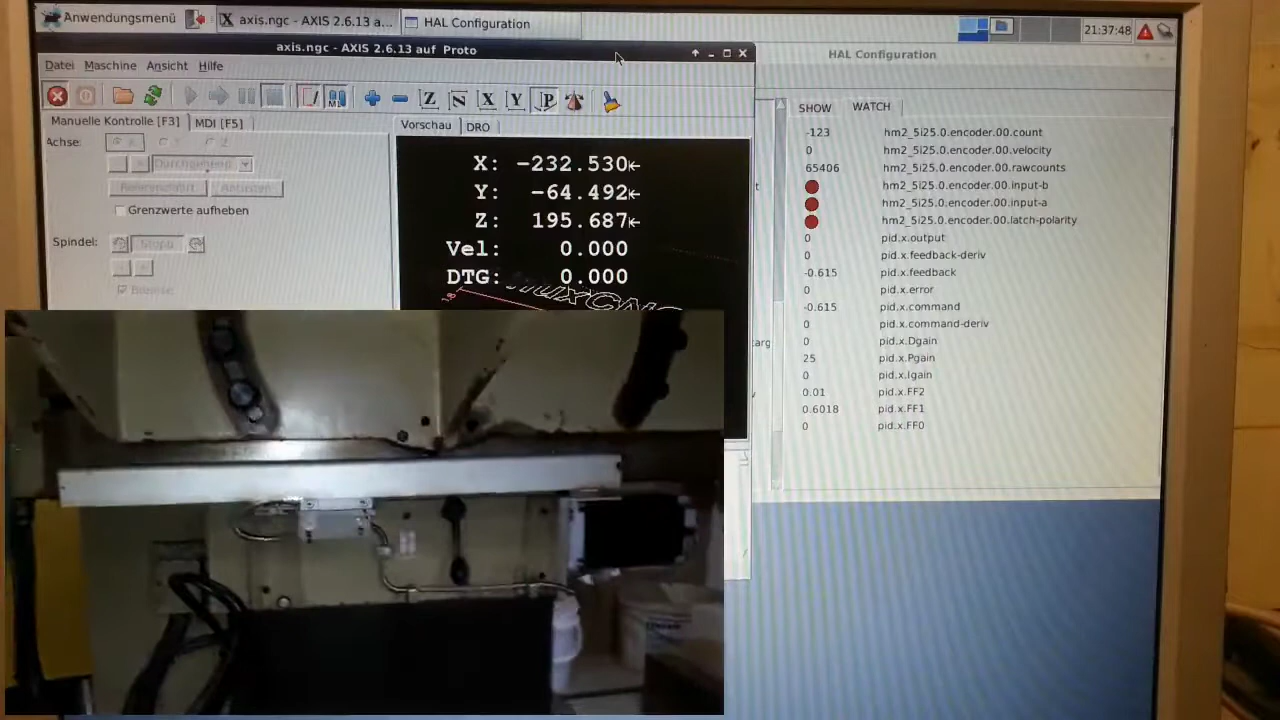 Anwendungsmenü
axis.ngc - AXIS 2.6.13 a...
HAL Configuration
21:37:48
axis.ngc - AXIS 2.6.13 auf Proto
HAL Configuration
Datei Maschine Ansicht Hilfe
Z N X Y P
Manuelle Kontrolle [F3] MDI [F5]
Vorschau DRO
Achse: X Y Z
Durchgehend
Referenzfahrt Antasten
Grenzwerte aufheben
Spindel: Stopp
Bremse
X: -232.530
Y: -64.492
Z: 195.687
Vel: 0.000
DTG: 0.000
LinuxCNC
SHOW WATCH
-123 hm2_5i25.0.encoder.00.count
0 hm2_5i25.0.encoder.00.velocity
65406 hm2_5i25.0.encoder.00.rawcounts
hm2_5i25.0.encoder.00.input-b
hm2_5i25.0.encoder.00.input-a
hm2_5i25.0.encoder.00.latch-polarity
0 pid.x.output
0 pid.x.feedback-deriv
-0.615 pid.x.feedback
0 pid.x.error
-0.615 pid.x.command
0 pid.x.command-deriv
0 pid.x.Dgain
25 pid.x.Pgain
0 pid.x.Igain
0.01 pid.x.FF2
0.6018 pid.x.FF1
0 pid.x.FF0